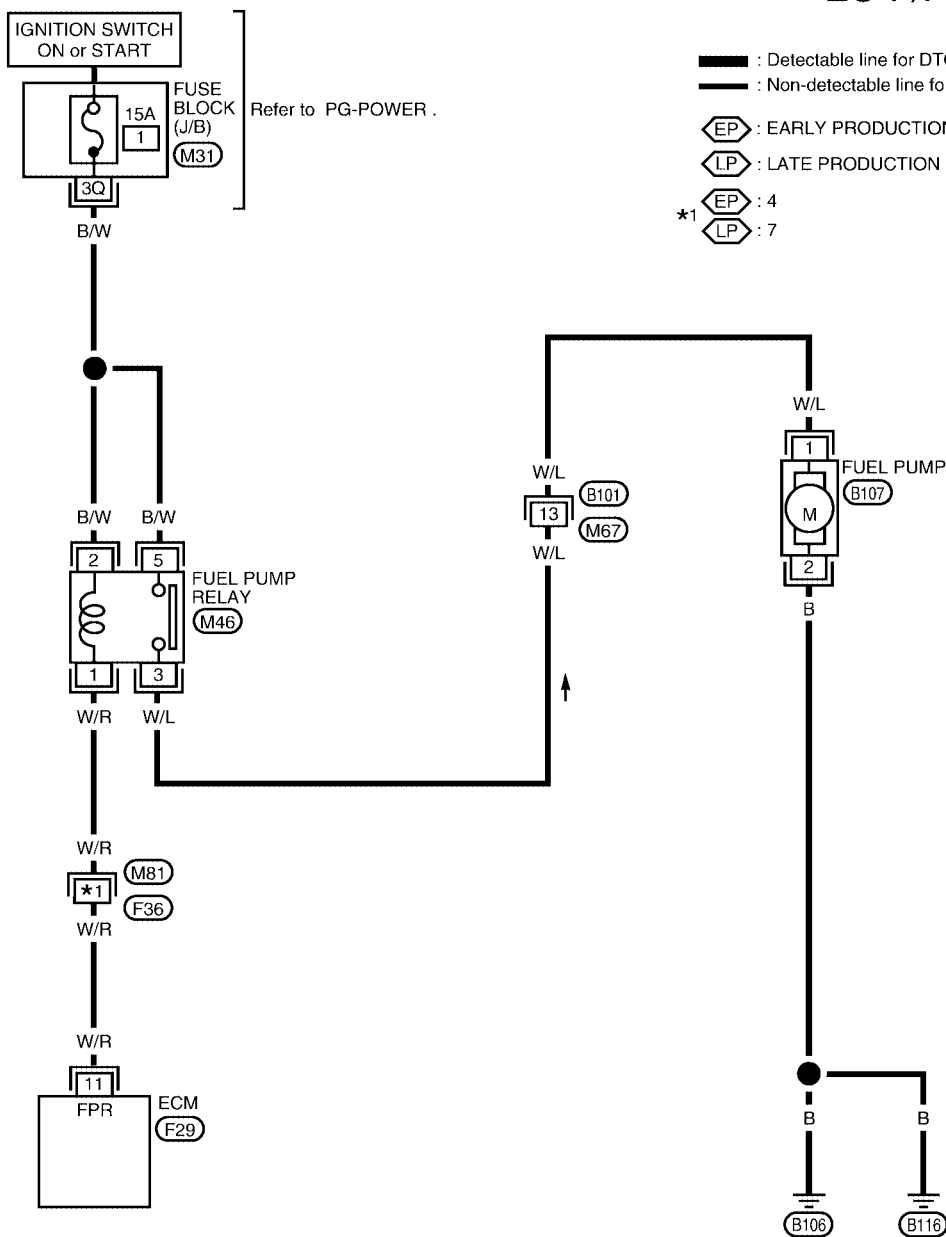 IGNITION SWITCH
ON or START
FUSE
BLOCK
(J/B)
M31
15A
1
Refer to PG-POWER .
3Q
B/W
: Detectable line for DT
: Non-detectable line fo
EP : EARLY PRODUCTION
LP : LATE PRODUCTION
*1
EP : 4
LP : 7
B/W B/W
2 5
FUEL PUMP
RELAY
M46
1 3
W/R W/L
W/L
13
B101
M67
W/L
W/L
1
FUEL PUMP
B107
M
2
B
W/R
*1
M81
F36
W/R
W/R
11
FPR
ECM
F29
B B
B106 B116